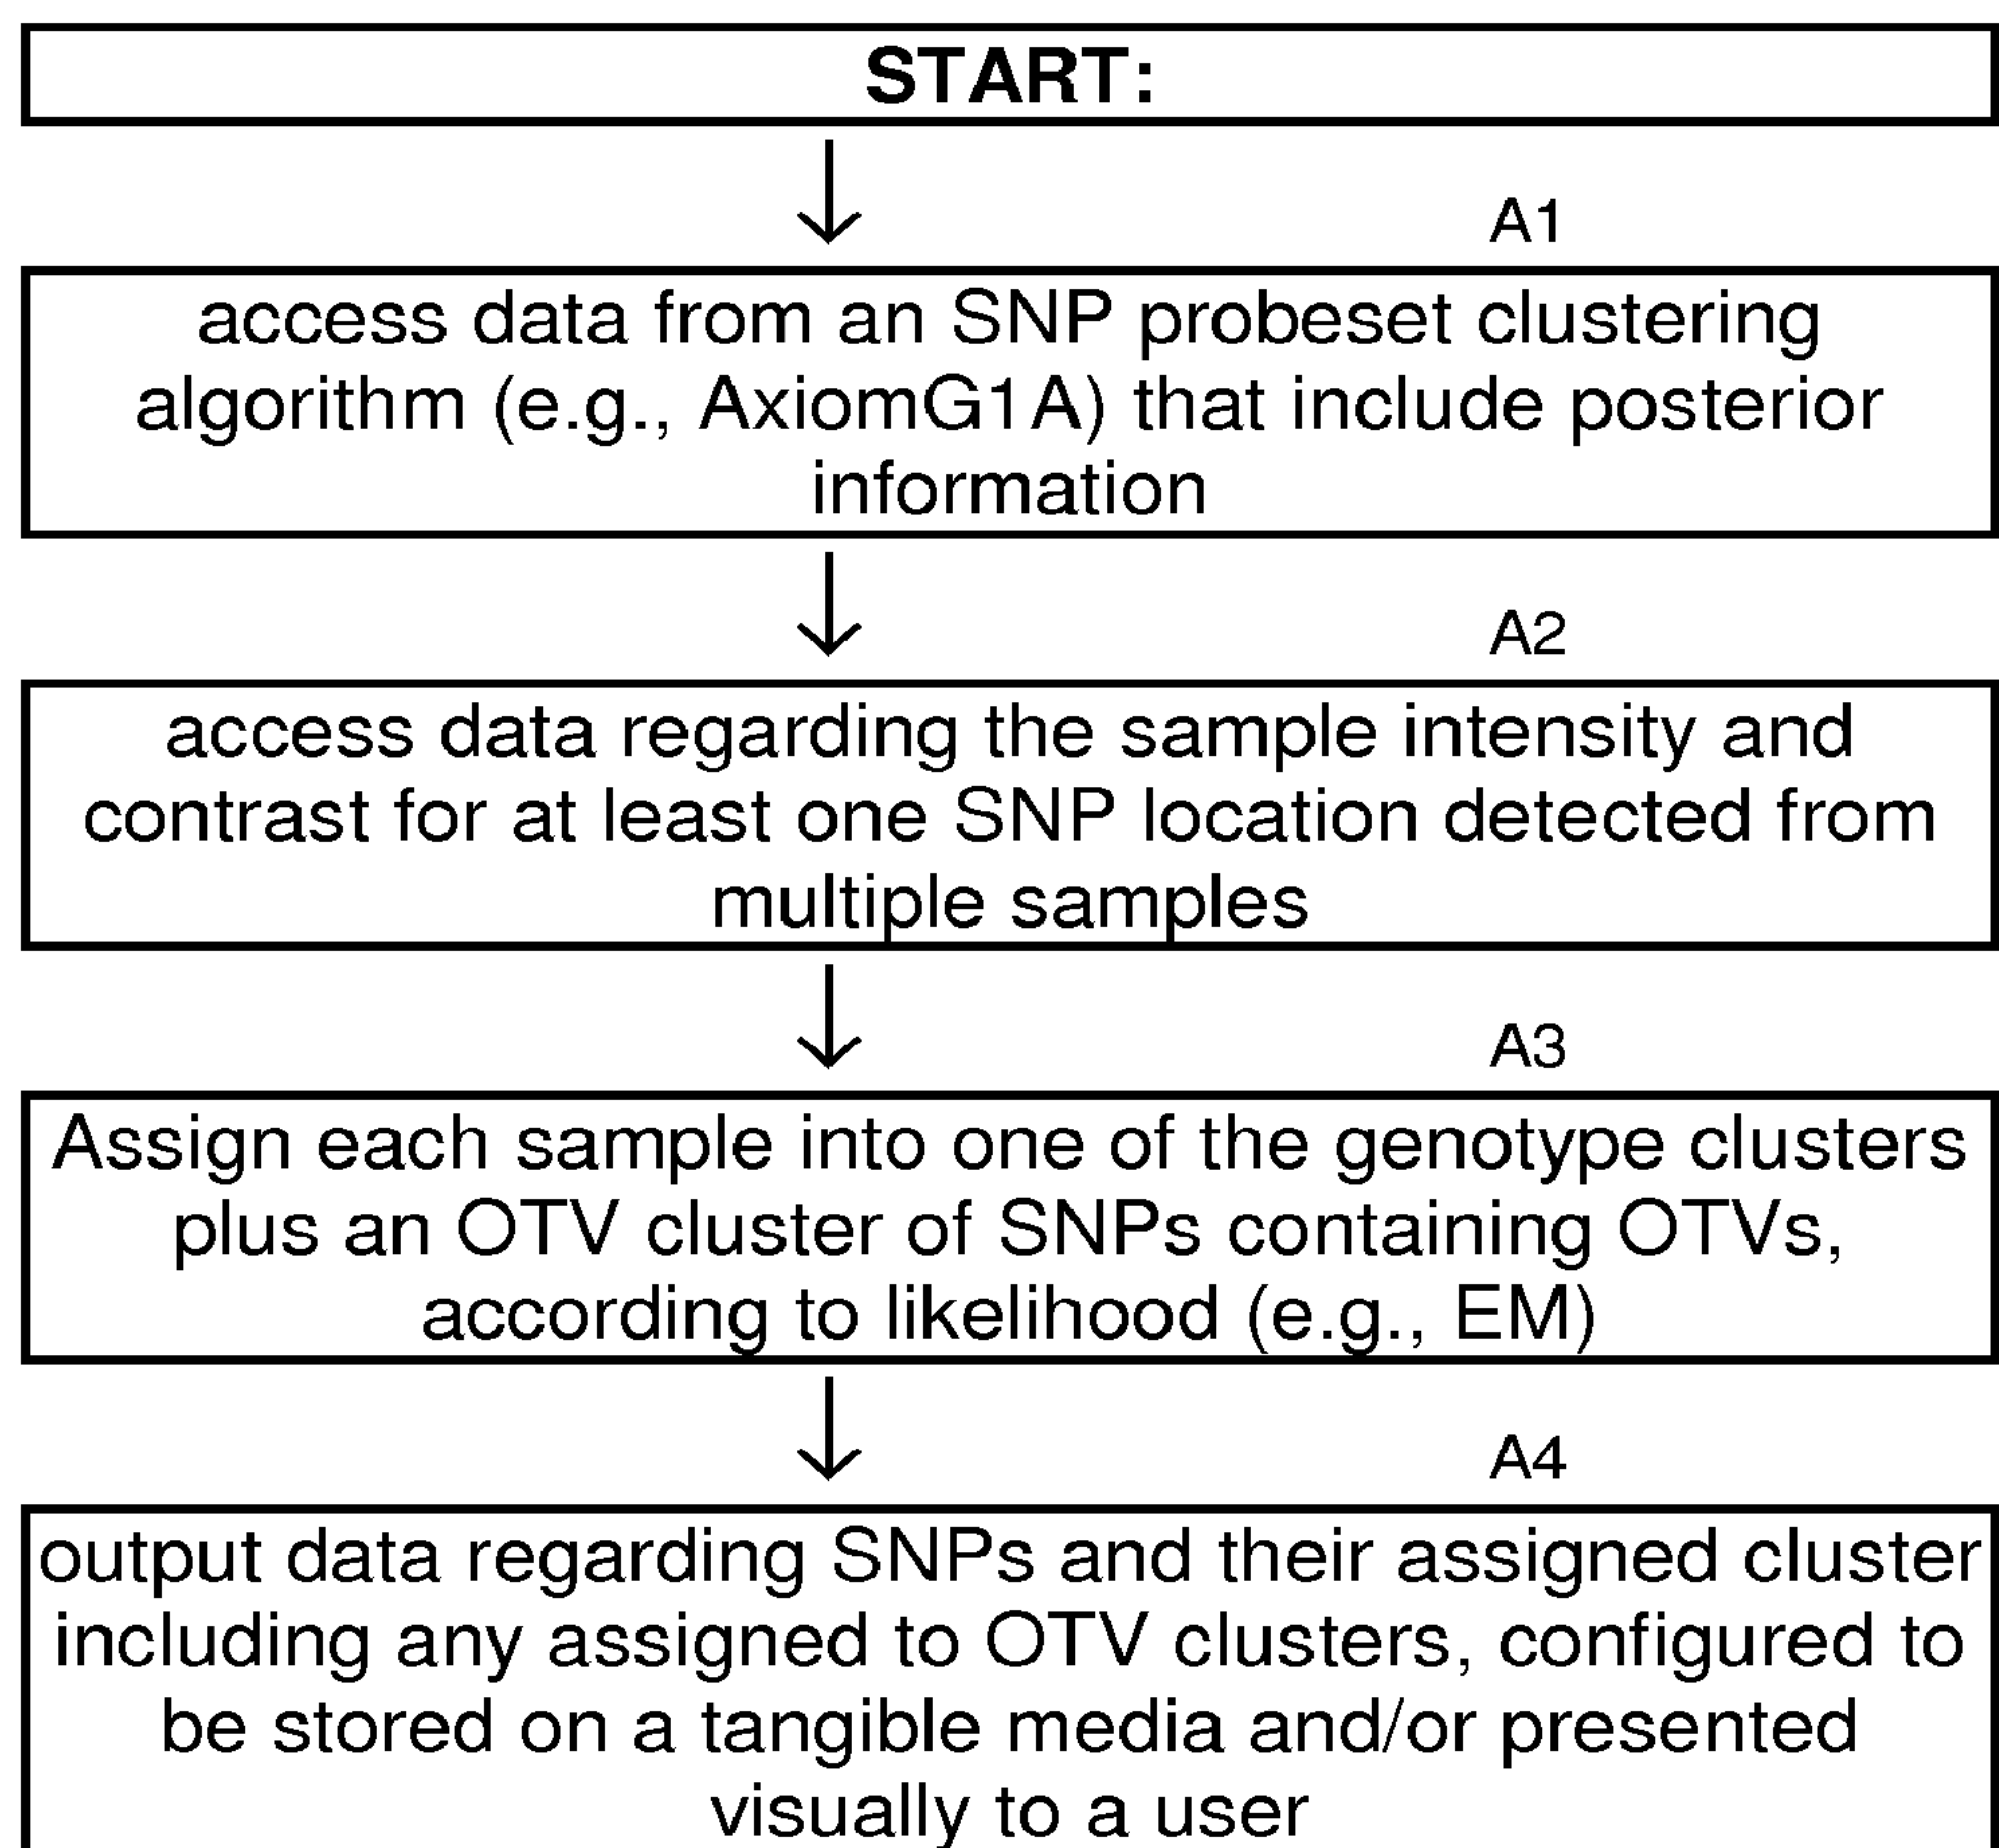 START:
A1
access data from an SNP probeset clustering
algorithm (e.g., AxiomG1A) that include posterior
information
A2
access data regarding the sample intensity and
contrast for at least one SNP location detected from
multiple samples
A3
Assign each sample into one of the genotype clusters
plus an OTV cluster of SNPs containing OTVs,
according to likelihood (e.g., EM)
A4
output data regarding SNPs and their assigned cluster
including any assigned to OTV clusters, configured to
be stored on a tangible media and/or presented
visually to a user